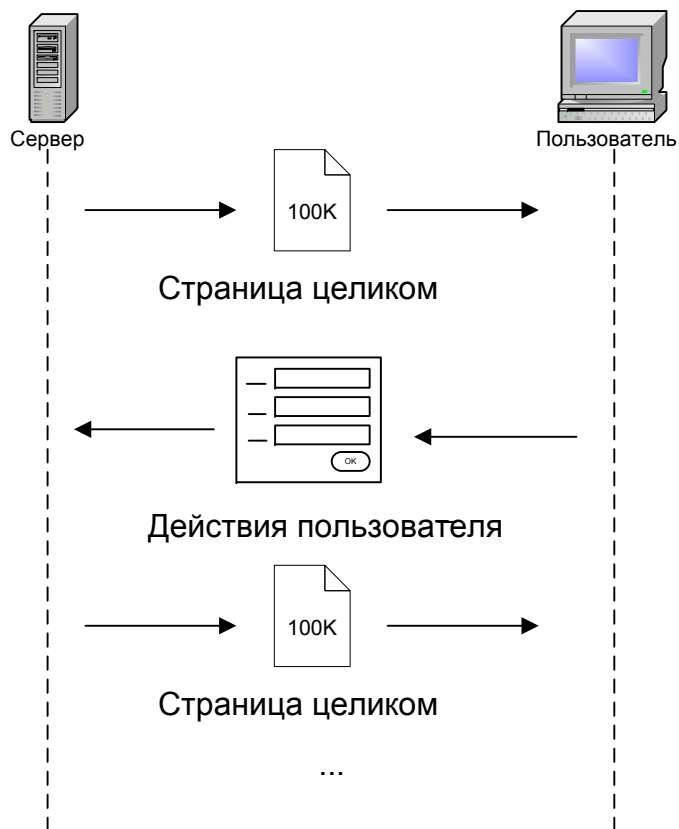 Сервер
Пользователь
100K
Страница целиком
OK
Действия пользователя
100K
Страница целиком
...